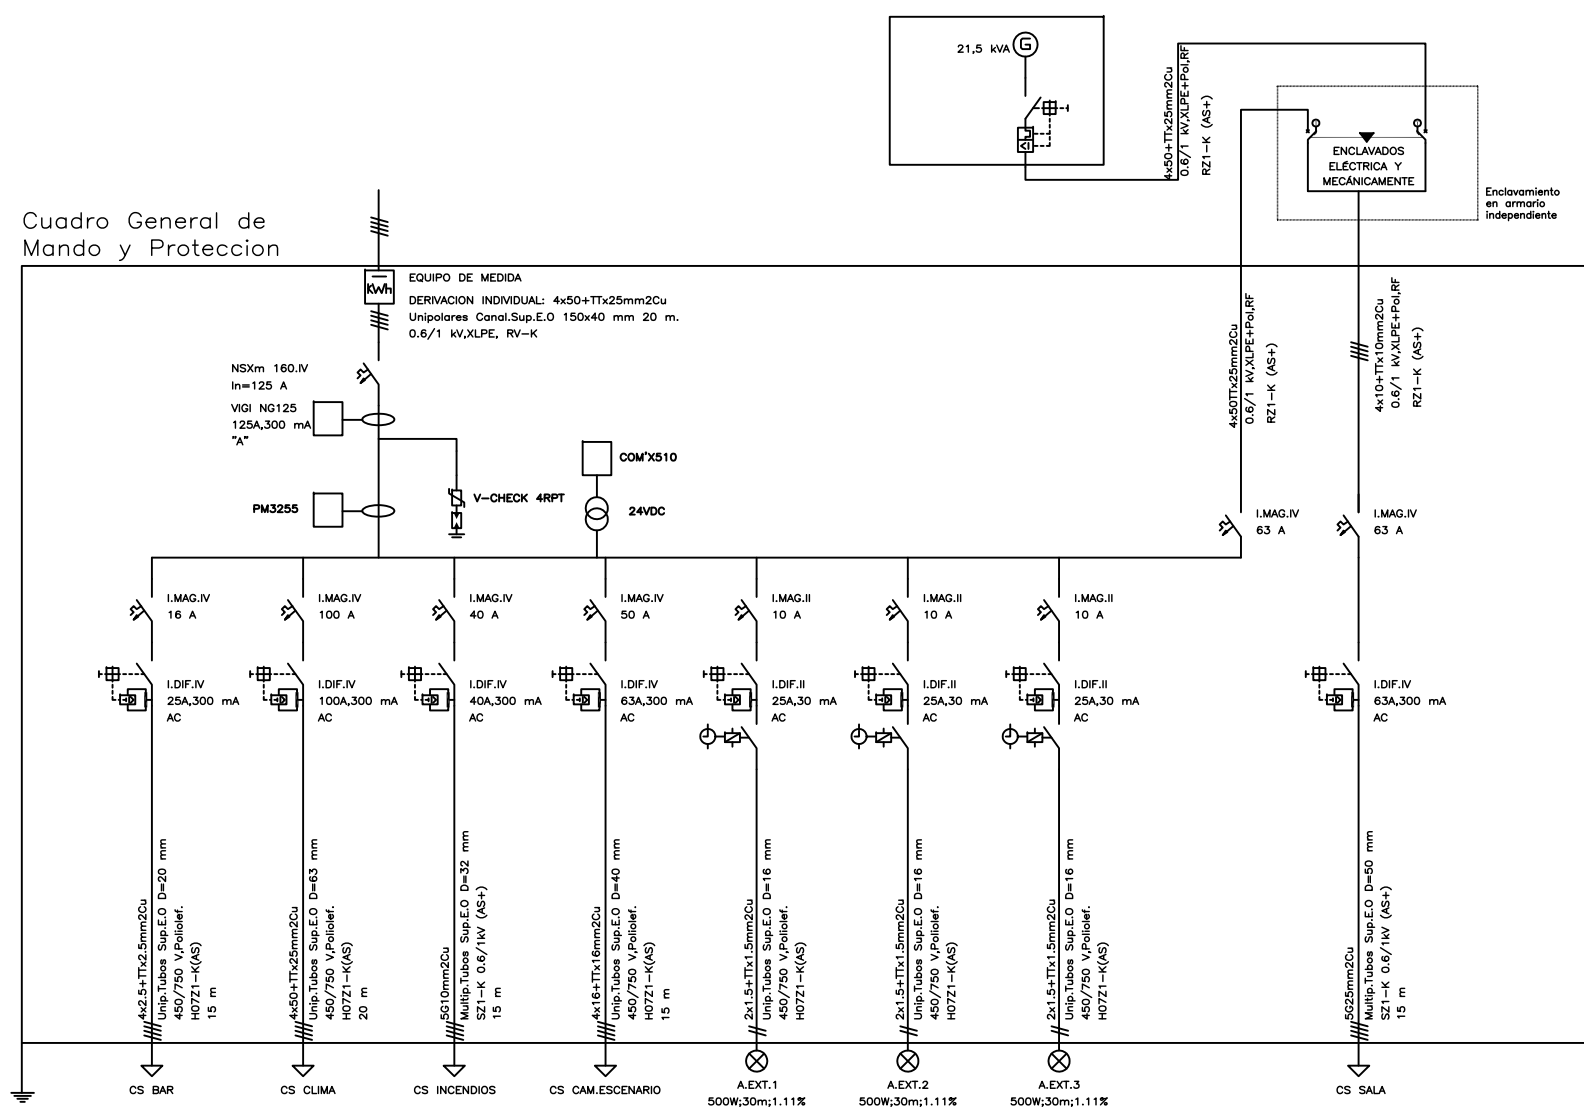 21,5 kVA
G
4x50+TTx25mm2Cu
0.6/1 kV,XLPE+Pol,RF
RZ1-K (AS+)
ENCLAVADOS
ELÉCTRICA Y
MECÁNICAMENTE
Enclavamiento
en armario
independiente
Cuadro General de
Mando y Proteccion
kWh
EQUIPO DE MEDIDA
DERIVACION INDIVIDUAL: 4x50+TTx25mm2Cu
Unipolares Canal.Sup.E.O 150x40 mm 20 m.
0.6/1 kV,XLPE, RV-K
NSXm 160.IV
In=125 A
VIGI NG125
125A,300 mA
"A"
PM3255
V-CHECK 4RPT
COM'X510
24VDC
4x50TTx25mm2Cu
0.6/1 kV,XLPE+Pol,RF
RZ1-K (AS+)
4x10+TTx10mm2Cu
0.6/1 kV,XLPE+Pol,RF
RZ1-K (AS+)
I.MAG.IV
63 A
I.MAG.IV
63 A
I.MAG.IV
16 A
I.MAG.IV
100 A
I.MAG.IV
40 A
I.MAG.IV
50 A
I.MAG.II
10 A
I.MAG.II
10 A
I.MAG.II
10 A
I.DIF.IV
25A,300 mA
AC
I.DIF.IV
100A,300 mA
AC
I.DIF.IV
40A,300 mA
AC
I.DIF.IV
63A,300 mA
AC
I.DIF.II
25A,30 mA
AC
I.DIF.II
25A,30 mA
AC
I.DIF.II
25A,30 mA
AC
I.DIF.IV
63A,300 mA
AC
4x2.5+TTx2.5mm2Cu
Unip.Tubos Sup.E.O D=20 mm
450/750 V,Poliolef.
H07Z1-K(AS)
15 m
4x50+TTx25mm2Cu
Unip.Tubos Sup.E.O D=63 mm
450/750 V,Poliolef.
H07Z1-K(AS)
20 m
5G10mm2Cu
Multip.Tubos Sup.E.O D=32 mm
SZ1-K 0.6/1kV (AS+)
15 m
4x16+TTx16mm2Cu
Unip.Tubos Sup.E.O D=40 mm
450/750 V,Poliolef.
H07Z1-K(AS)
15 m
2x1.5+TTx1.5mm2Cu
Unip.Tubos Sup.E.O D=16 mm
450/750 V,Poliolef.
H07Z1-K(AS)
2x1.5+TTx1.5mm2Cu
Unip.Tubos Sup.E.O D=16 mm
450/750 V,Poliolef.
H07Z1-K(AS)
2x1.5+TTx1.5mm2Cu
Unip.Tubos Sup.E.O D=16 mm
450/750 V,Poliolef.
H07Z1-K(AS)
5G25mm2Cu
Multip.Tubos Sup.E.O D=50 mm
SZ1-K 0.6/1kV (AS+)
15 m
CS BAR
CS CLIMA
CS INCENDIOS
CS CAM.ESCENARIO
A.EXT.1
500W;30m;1.11%
A.EXT.2
500W;30m;1.11%
A.EXT.3
500W;30m;1.11%
CS SALA